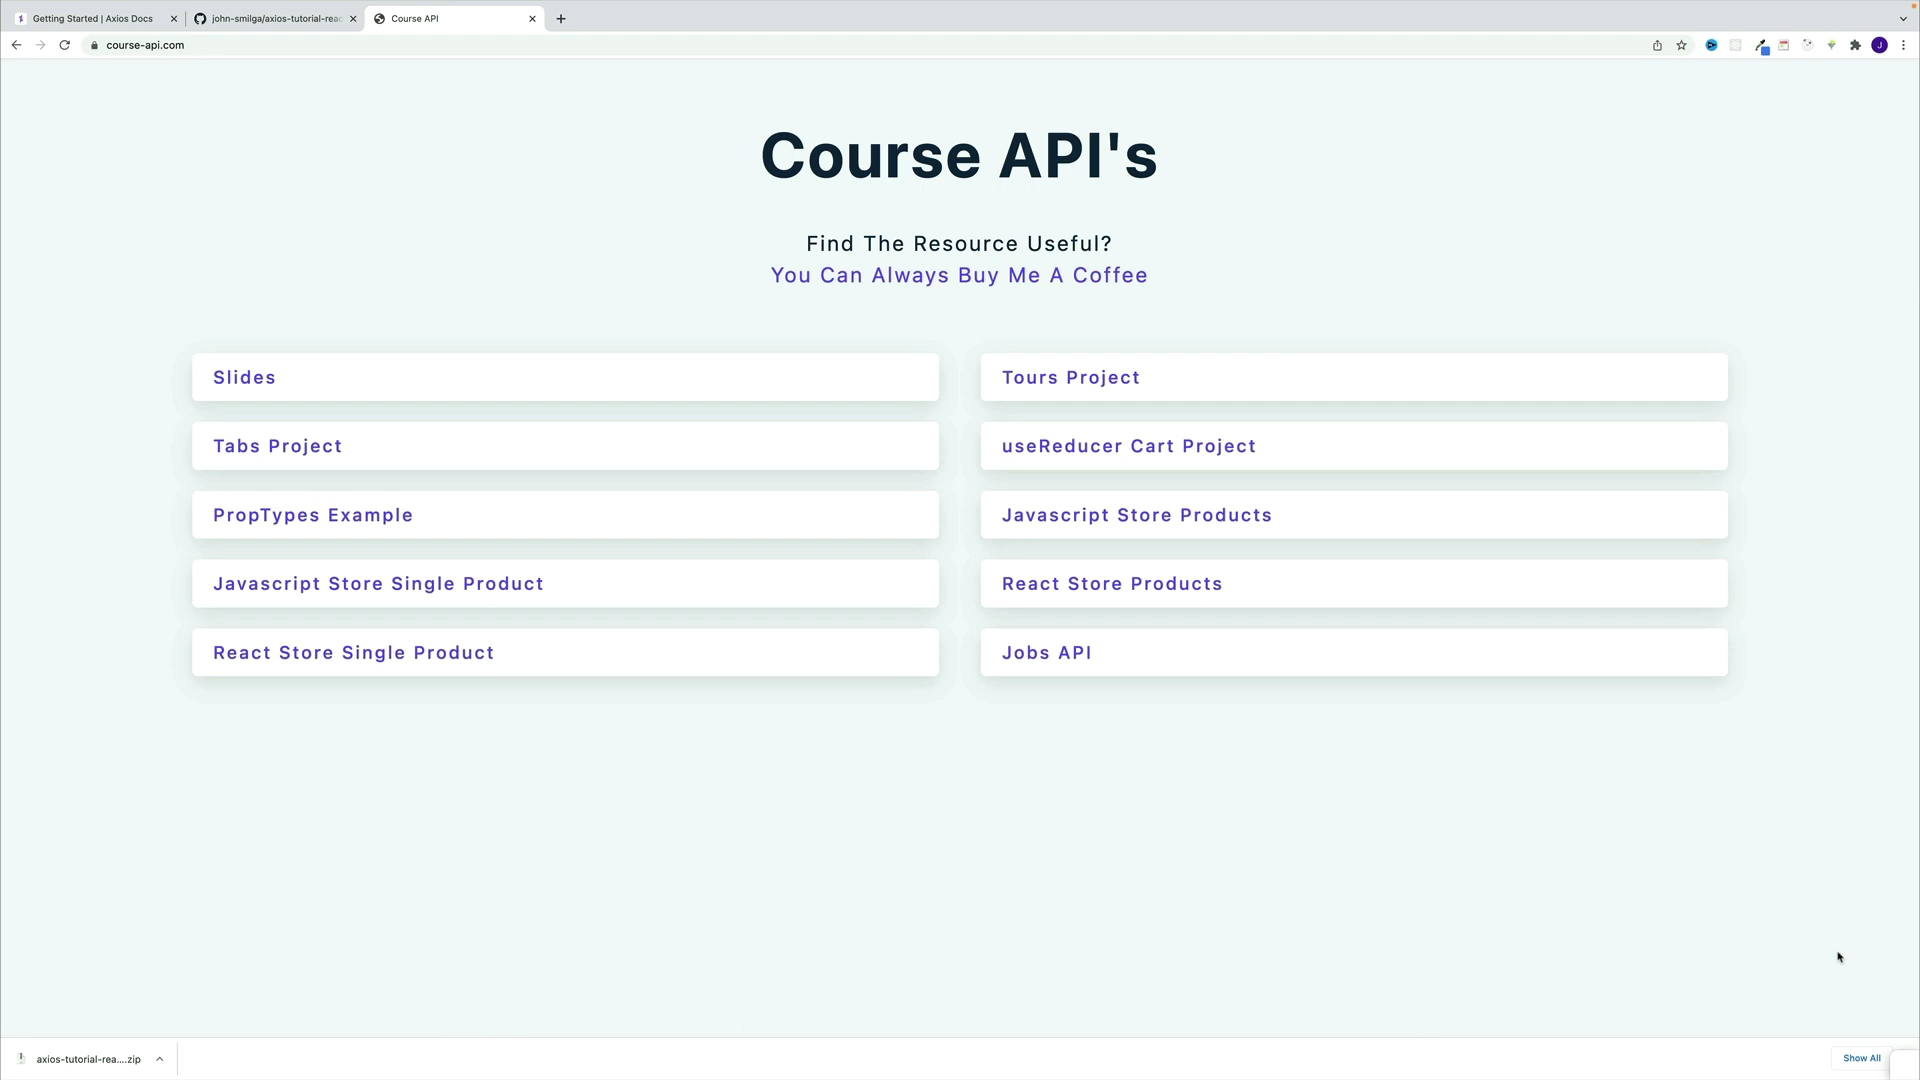 Getting Started | Axios Docs
john-smilga/axios-tutorial-reac
Course API
course-api.com
J
Course API's
Find The Resource Useful?
You Can Always Buy Me A Coffee
Slides
Tours Project
Tabs Project
useReducer Cart Project
PropTypes Example
Javascript Store Products
Javascript Store Single Product
React Store Products
React Store Single Product
Jobs API
axios-tutorial-rea....zip
Show All